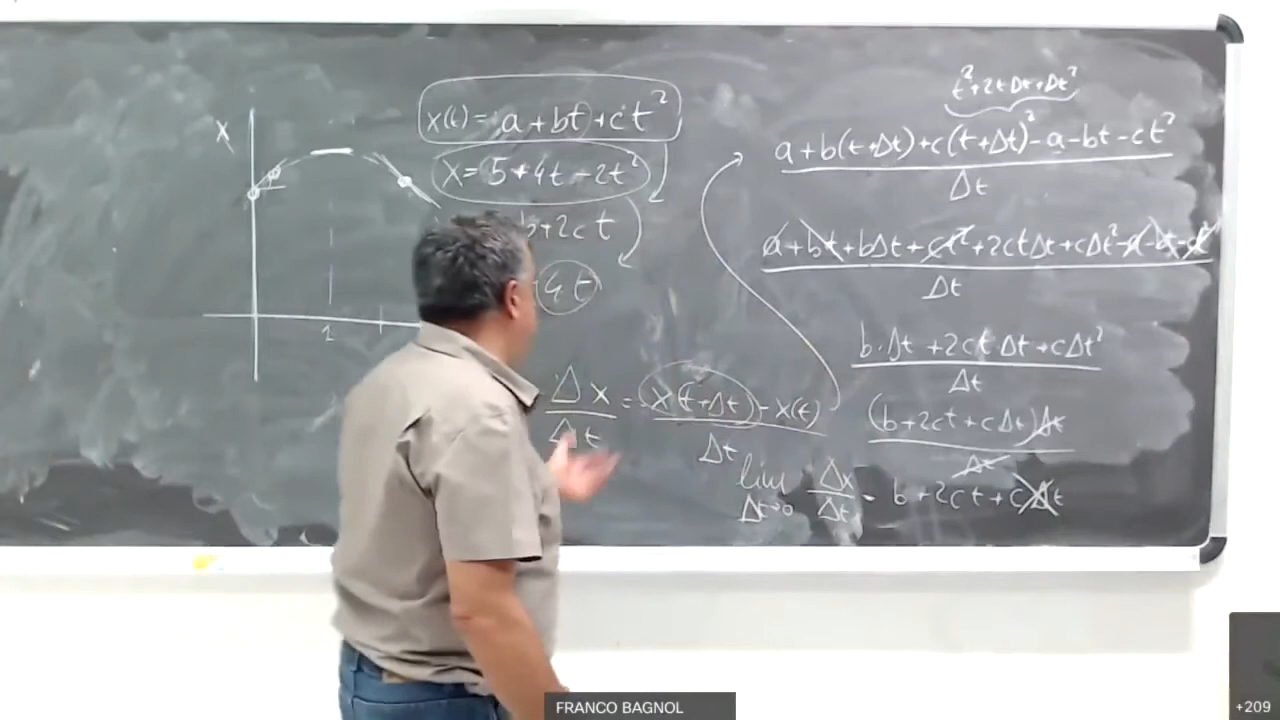 x
1
x(t) = a + bt + ct²
x = 5 + 4t - 2t²
b + 2ct
4t
Δx/Δt = x(t+Δt) - x(t) / Δt
t² + 2tΔt + Δt²
a + b(t+Δt) + c(t+Δt)² - a - bt - ct² / Δt
a + bt + bΔt + ct² + 2ctΔt + cΔt² - a - bt - ct² / Δt
b·Δt + 2ct Δt + cΔt² / Δt
(b + 2ct + cΔt)Δt / Δt
lim Δt→0 Δx/Δt = b + 2ct + cΔt
FRANCO BAGNOL
+209